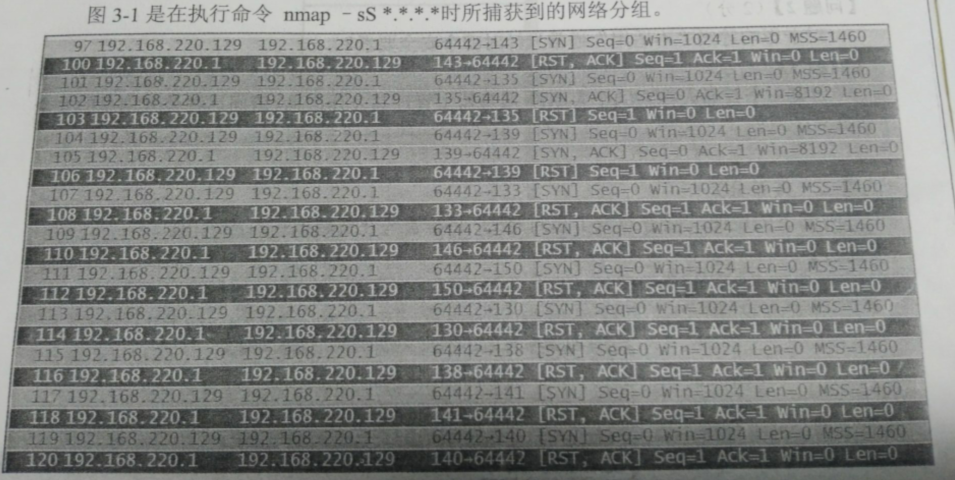 图 3-1 是在执行命令 nmap -sS *.*.*.*时所捕获到的网络分组。
97 192.168.220.129 192.168.220.1 64442→143 [SYN] Seq=0 Win=1024 Len=0 MSS=1460
100 192.168.220.1 192.168.220.129 143→64442 [RST, ACK] Seq=1 Ack=1 Win=0 Len=0
101 192.168.220.129 192.168.220.1 64442→135 [SYN] Seq=0 Win=1024 Len=0 MSS=1460
102 192.168.220.1 192.168.220.129 135→64442 [SYN, ACK] Seq=0 Ack=1 Win=8192 Len=0
103 192.168.220.129 192.168.220.1 64442→135 [RST] Seq=1 Win=0 Len=0
104 192.168.220.129 192.168.220.1 64442→139 [SYN] Seq=0 Win=1024 Len=0 MSS=1460
105 192.168.220.1 192.168.220.129 139→64442 [SYN, ACK] Seq=0 Ack=1 Win=8192 Len=0
106 192.168.220.129 192.168.220.1 64442→139 [RST] Seq=1 Win=0 Len=0
107 192.168.220.129 192.168.220.1 64442→133 [SYN] Seq=0 Win=1024 Len=0 MSS=1460
108 192.168.220.1 192.168.220.129 133→64442 [RST, ACK] Seq=1 Ack=1 Win=0 Len=0
109 192.168.220.129 192.168.220.1 64442→146 [SYN] Seq=0 Win=1024 Len=0 MSS=1460
110 192.168.220.1 192.168.220.129 146→64442 [RST, ACK] Seq=1 Ack=1 Win=0 Len=0
111 192.168.220.129 192.168.220.1 64442→150 [SYN] Seq=0 Win=1024 Len=0 MSS=1460
112 192.168.220.1 192.168.220.129 150→64442 [RST, ACK] Seq=1 Ack=1 Win=0 Len=0
113 192.168.220.129 192.168.220.1 64442→130 [SYN] Seq=0 Win=1024 Len=0 MSS=1460
114 192.168.220.1 192.168.220.129 130→64442 [RST, ACK] Seq=1 Ack=1 Win=0 Len=0
115 192.168.220.129 192.168.220.1 64442→138 [SYN] Seq=0 Win=1024 Len=0 MSS=1460
116 192.168.220.1 192.168.220.129 138→64442 [RST, ACK] Seq=1 Ack=1 Win=0 Len=0
117 192.168.220.129 192.168.220.1 64442→141 [SYN] Seq=0 Win=1024 Len=0 MSS=1460
118 192.168.220.1 192.168.220.129 141→64442 [RST, ACK] Seq=1 Ack=1 Win=0 Len=0
119 192.168.220.129 192.168.220.1 64442→140 [SYN] Seq=0 Win=1024 Len=0 MSS=1460
120 192.168.220.1 192.168.220.129 140→64442 [RST, ACK] Seq=1 Ack=1 Win=0 Len=0